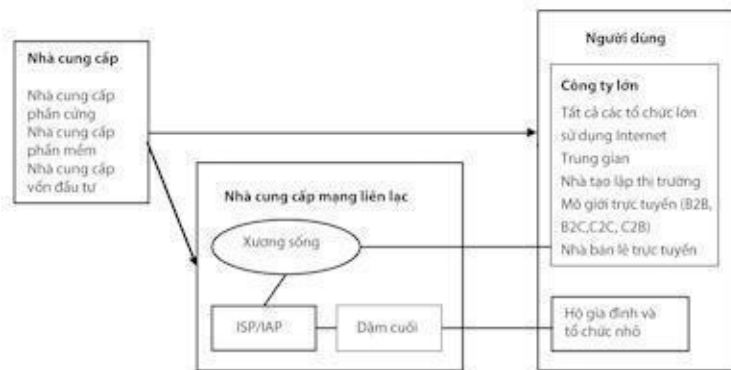 Nhà cung cấp
Nhà cung cấp
phần cứng
Nhà cung cấp
phần mềm
Nhà cung cấp
vốn đầu tư
Nhà cung cấp mạng liên lạc
Xương sống
ISP/IAP
Dặm cuối
Người dùng
Công ty lớn
Tất cả các tổ chức lớn
sử dụng Internet
Trung gian
Nhà tạo lập thị trường
Mô giới trực tuyến (B2B,
B2C,C2C, C2B)
Nhà bán lẻ trực tuyến
Hộ gia đình và
tổ chức nhỏ